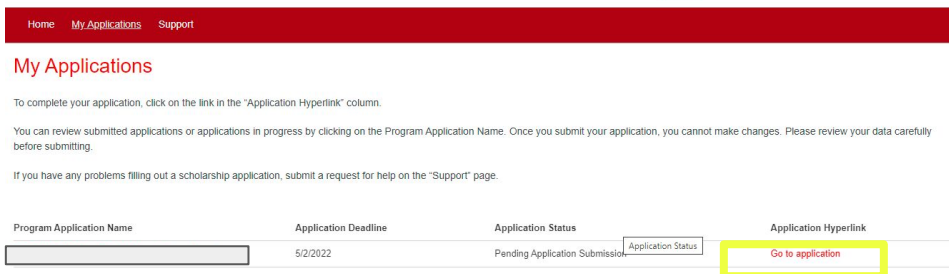 Home My Applications Support
My Applications
To complete your application, click on the link in the "Application Hyperlink" column.
You can review submitted applications or applications in progress by clicking on the Program Application Name. Once you submit your application, you cannot make changes. Please review your data carefully
before submitting.
If you have any problems filling out a scholarship application, submit a request for help on the "Support" page.
Program Application Name Application Deadline Application Status Application Hyperlink
5/2/2022 Pending Application Submission Application Status Go to application